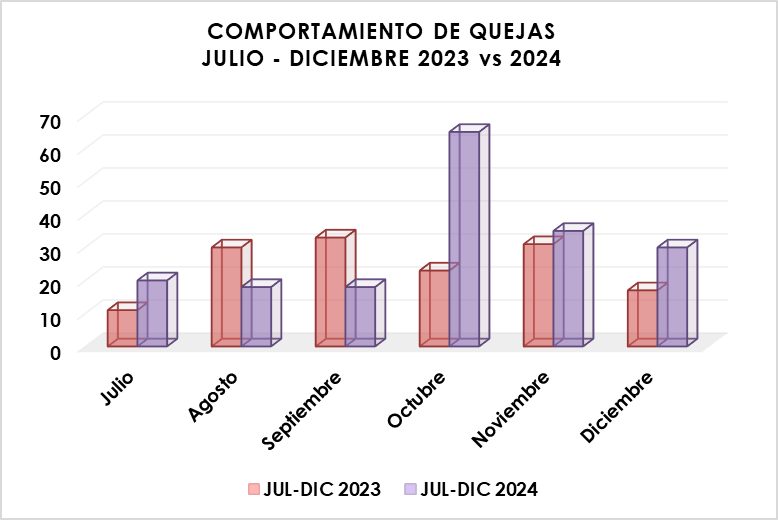 COMPORTAMIENTO DE QUEJAS
JULIO - DICIEMBRE 2023 vs 2024
70
60
50
40
30
20
10
0
Julio
Agosto
Septiembre
Octubre
Noviembre
Diciembre
JUL-DIC 2023
JUL-DIC 2024